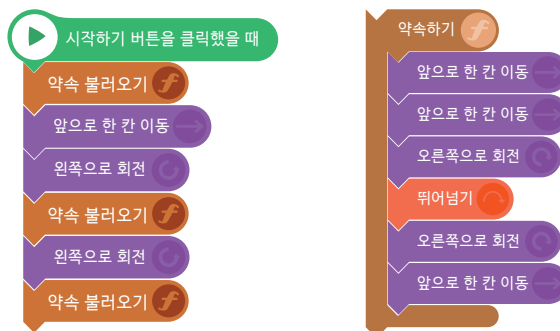 시작하기 버튼을 클릭했을 때
약속 불러오기
앞으로 한 칸 이동
왼쪽으로 회전
약속 불러오기
왼쪽으로 회전
약속 불러오기
약속하기
앞으로 한 칸 이동
앞으로 한 칸 이동
오른쪽으로 회전
뛰어넘기
오른쪽으로 회전
앞으로 한 칸 이동